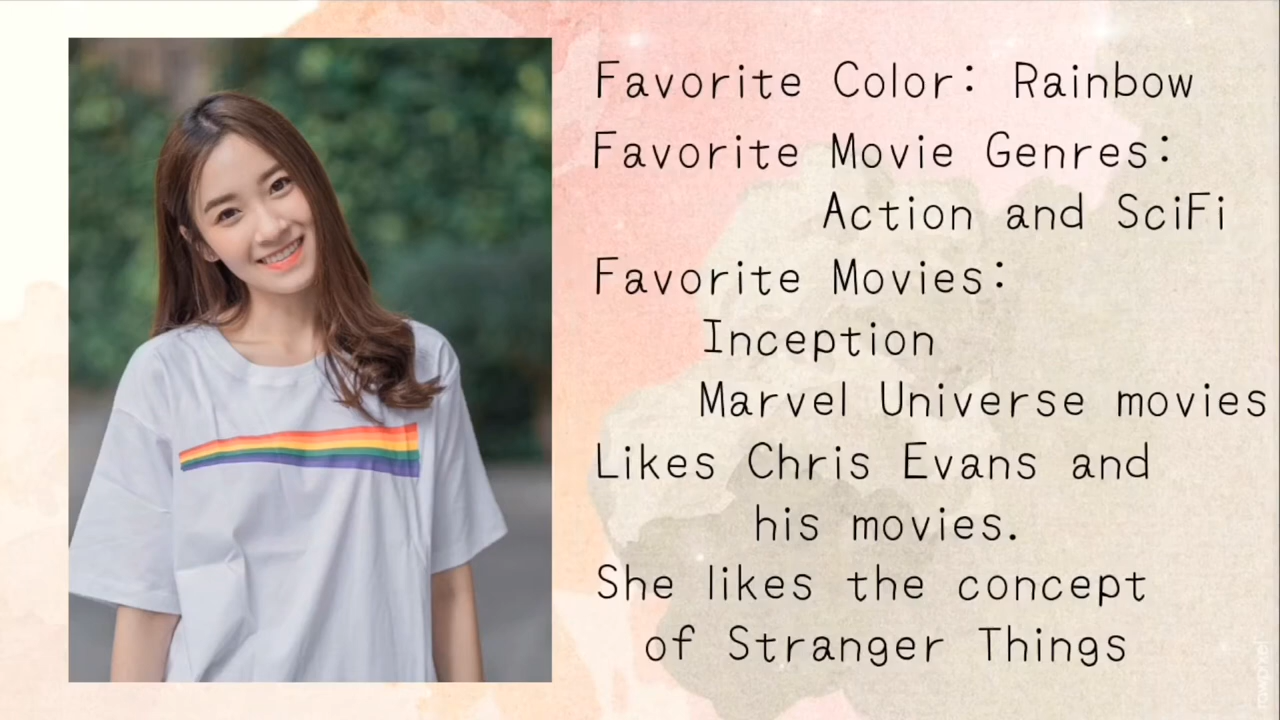 Favorite Color: Rainbow
Favorite Movie Genres:
Action and SciFi
Favorite Movies:
Inception
Marvel Universe movies
Likes Chris Evans and
his movies.
She likes the concept
of Stranger Things
rawpixel